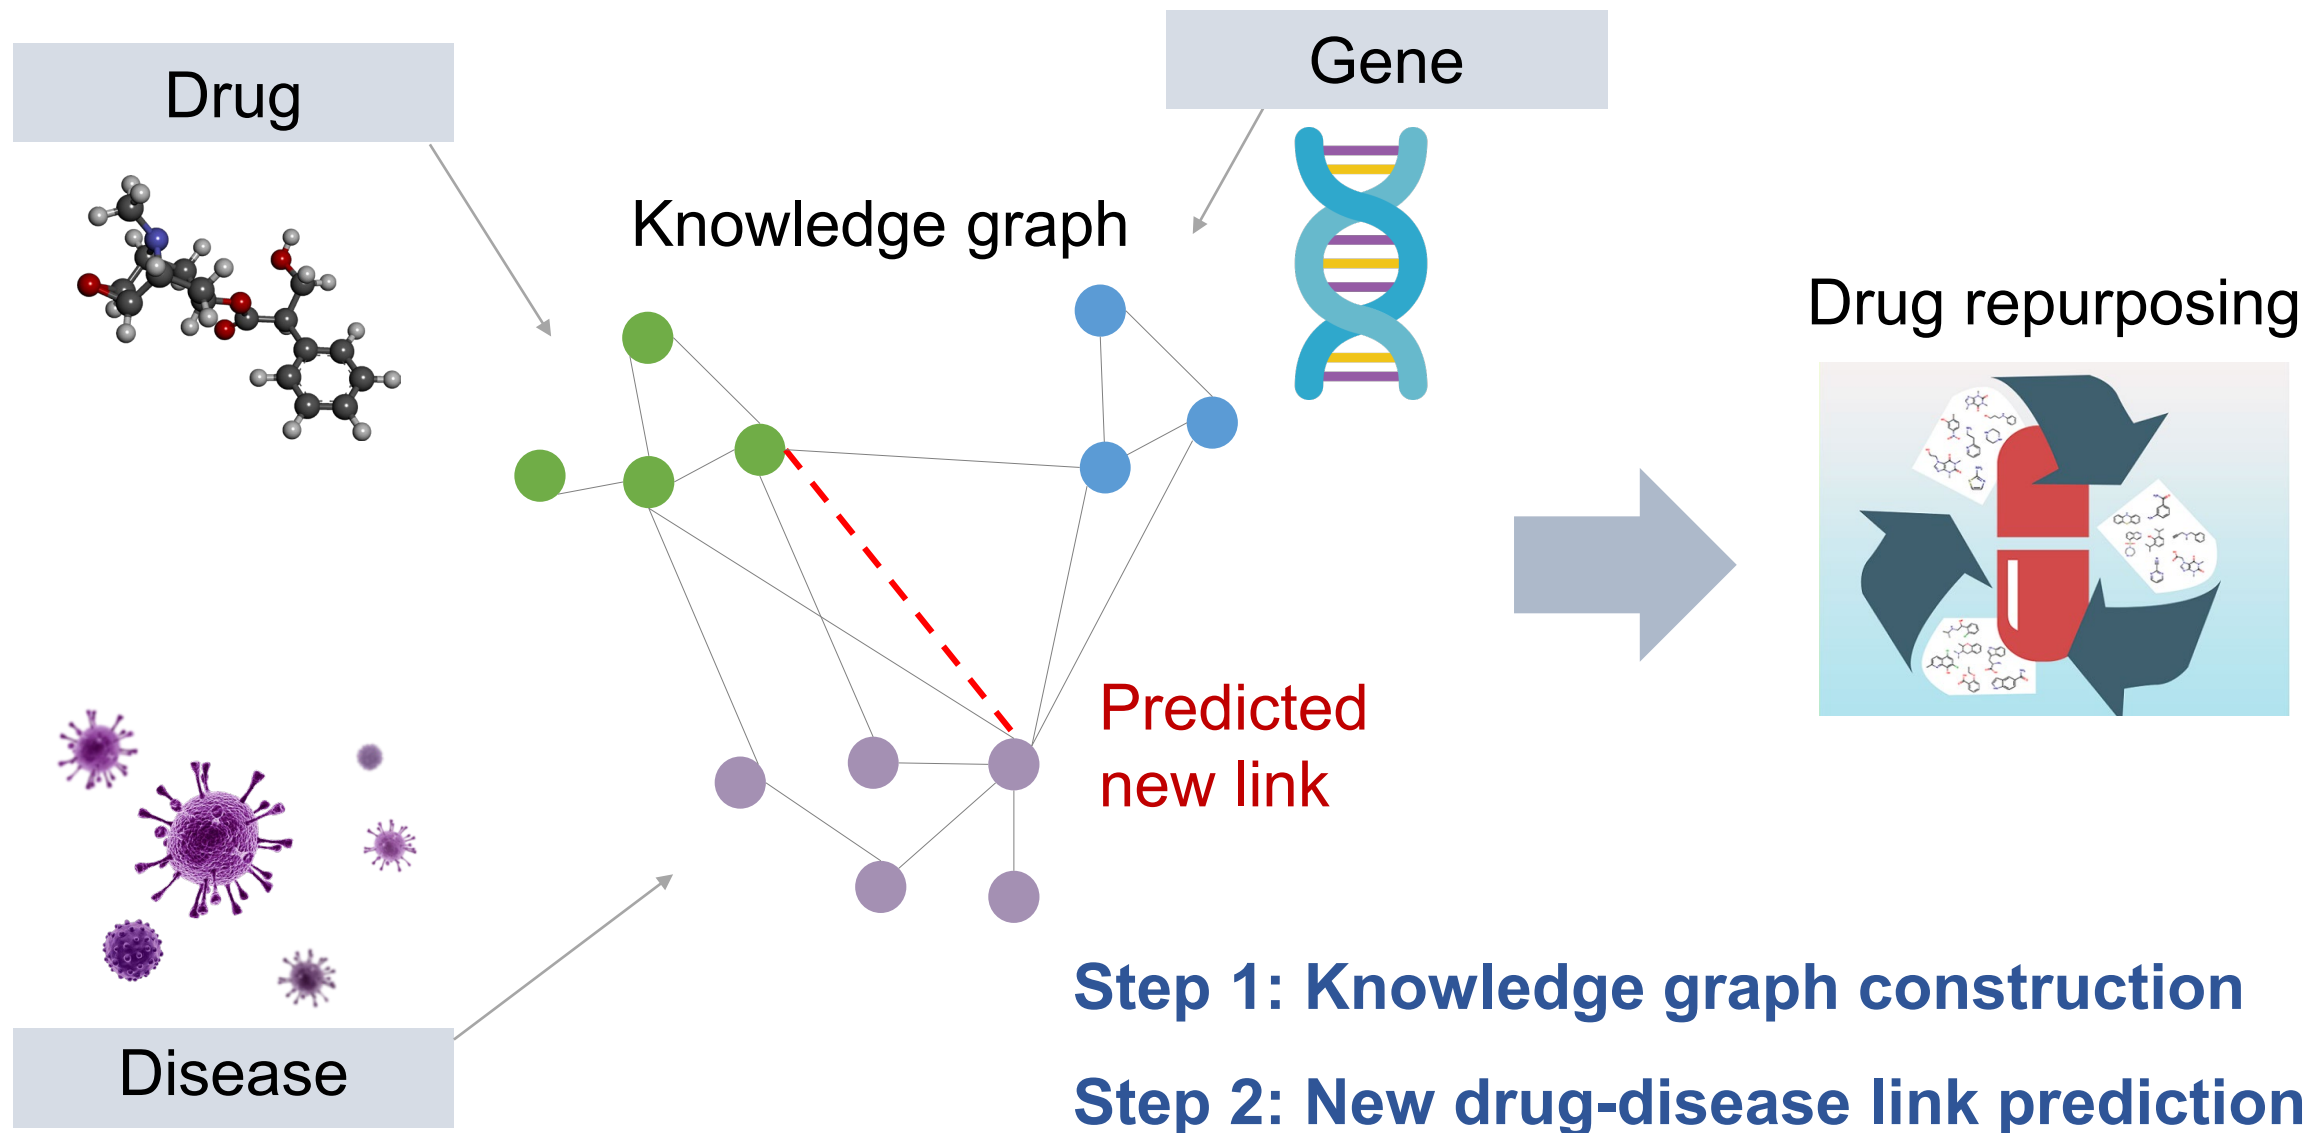 Drug
Gene
Knowledge graph
Drug repurposing
Predicted
new link
Disease
Step 1: Knowledge graph construction
Step 2: New drug-disease link prediction